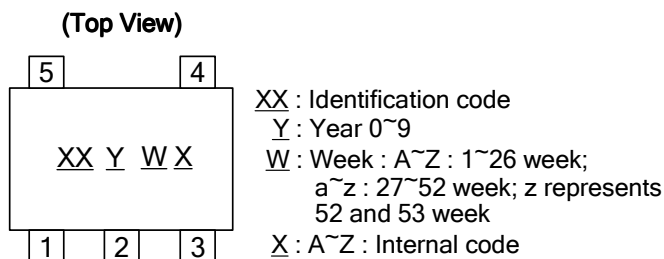 (Top View)
5 4
XX Y W X
1 2 3
XX : Identification code
Y : Year 0~9
W : Week : A~Z : 1~26 week;
a~z : 27~52 week; z represents
52 and 53 week
X : A~Z : Internal code